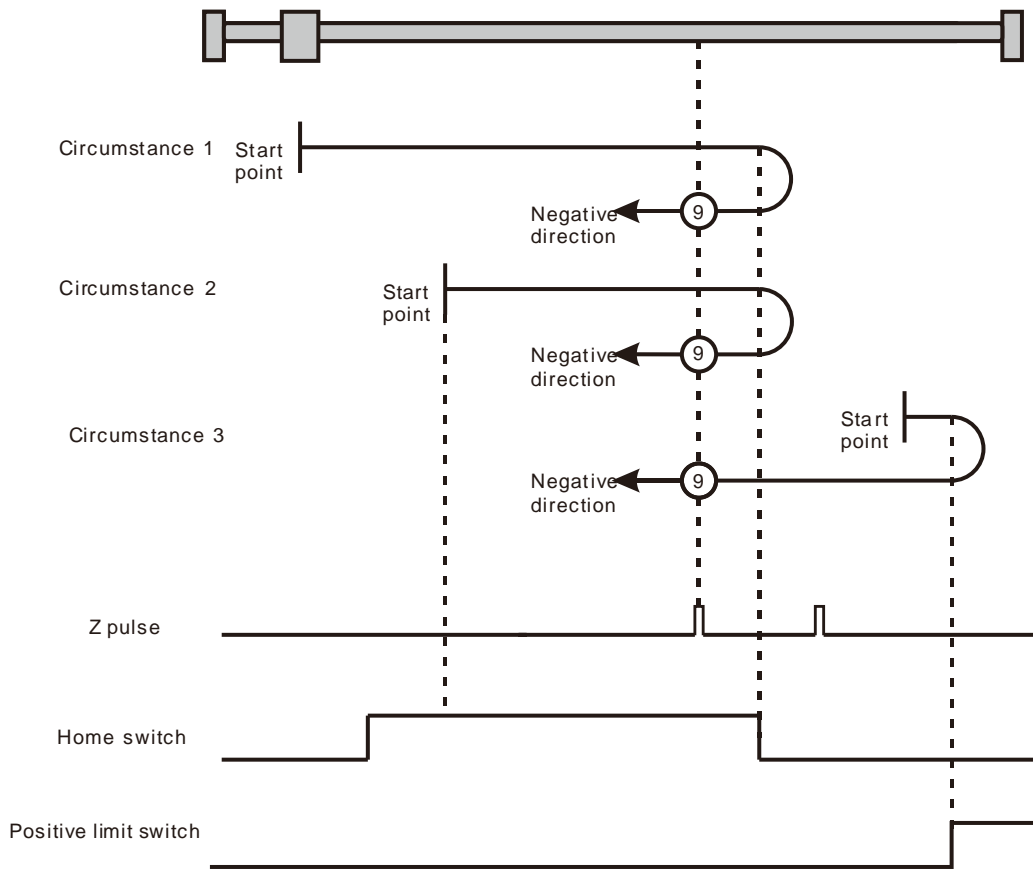 Circumstance 1
Start
point
Negative
direction
9
Circumstance 2
Start
point
Negative
direction
9
Circumstance 3
Start
point
Negative
direction
9
Z pulse
Home switch
Positive limit switch